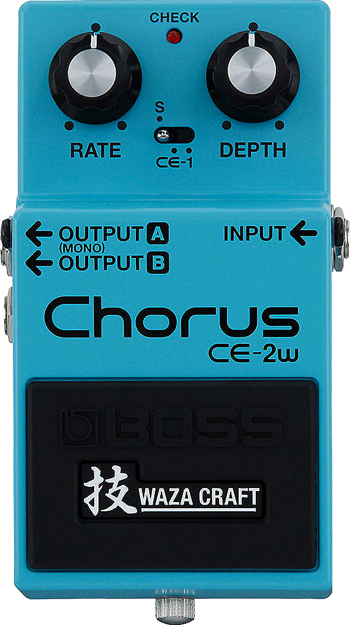 CHECK
S
CE-1
RATE
DEPTH
OUTPUT A
(MONO)
OUTPUT B
INPUT
Chorus
CE-2w
BOSS
技 WAZA CRAFT